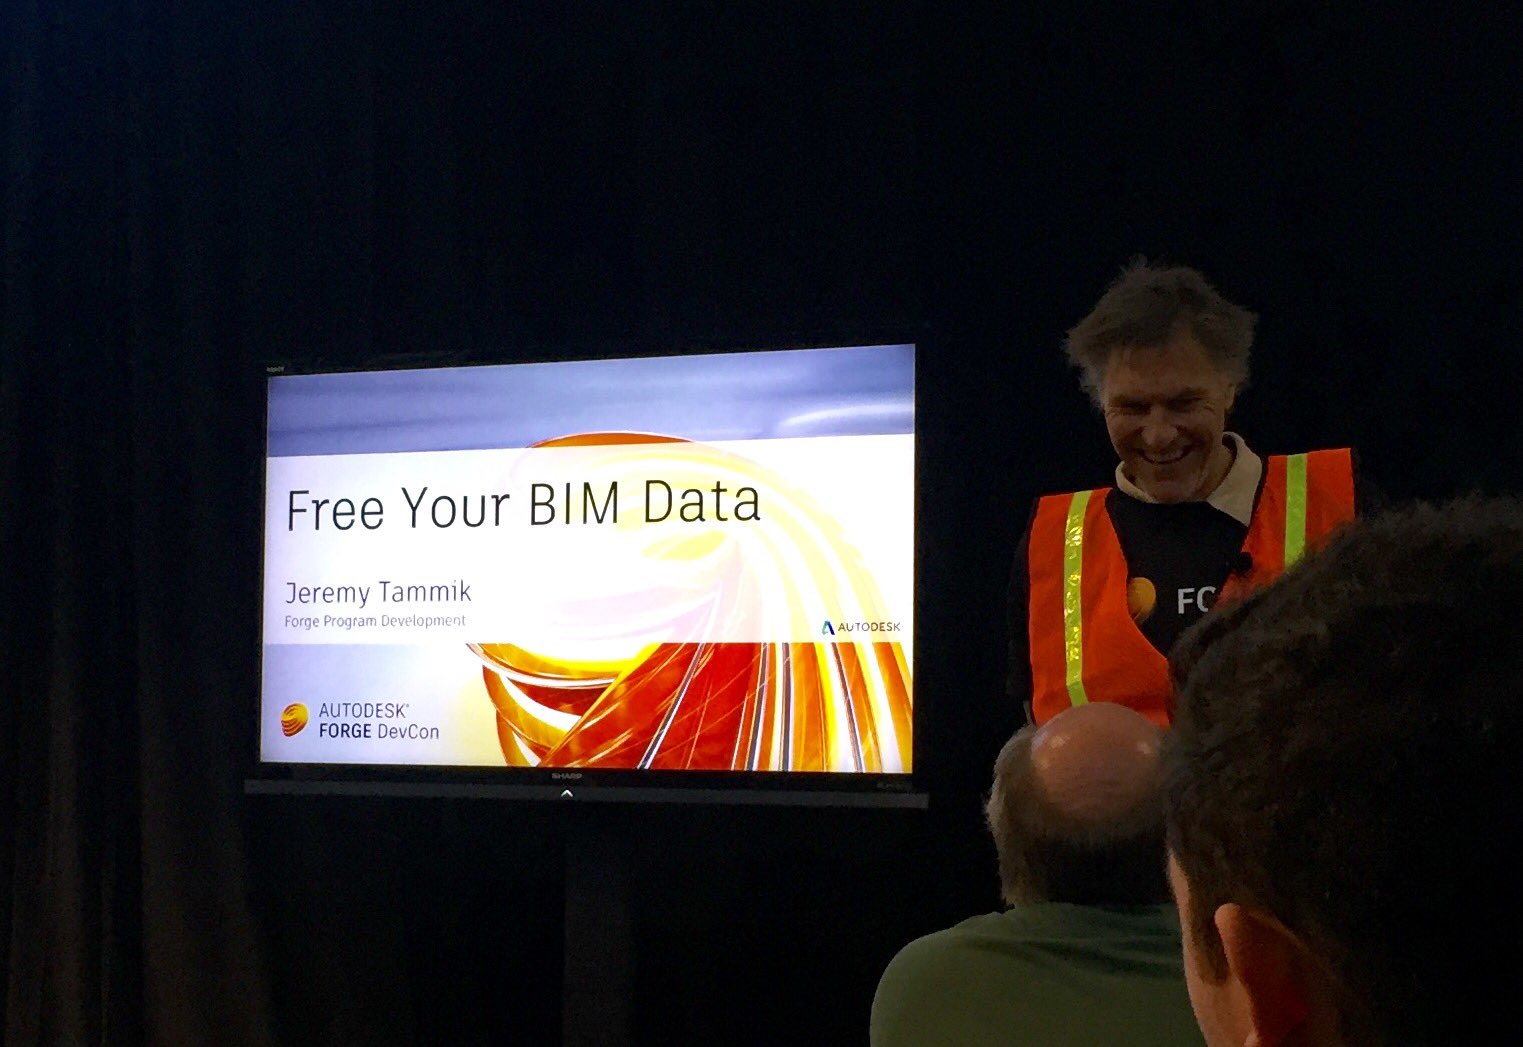 Free Your BIM Data
Jeremy Tammik
Forge Program Development
AUTODESK
AUTODESK®
FORGE DevCon
SHARP
FO